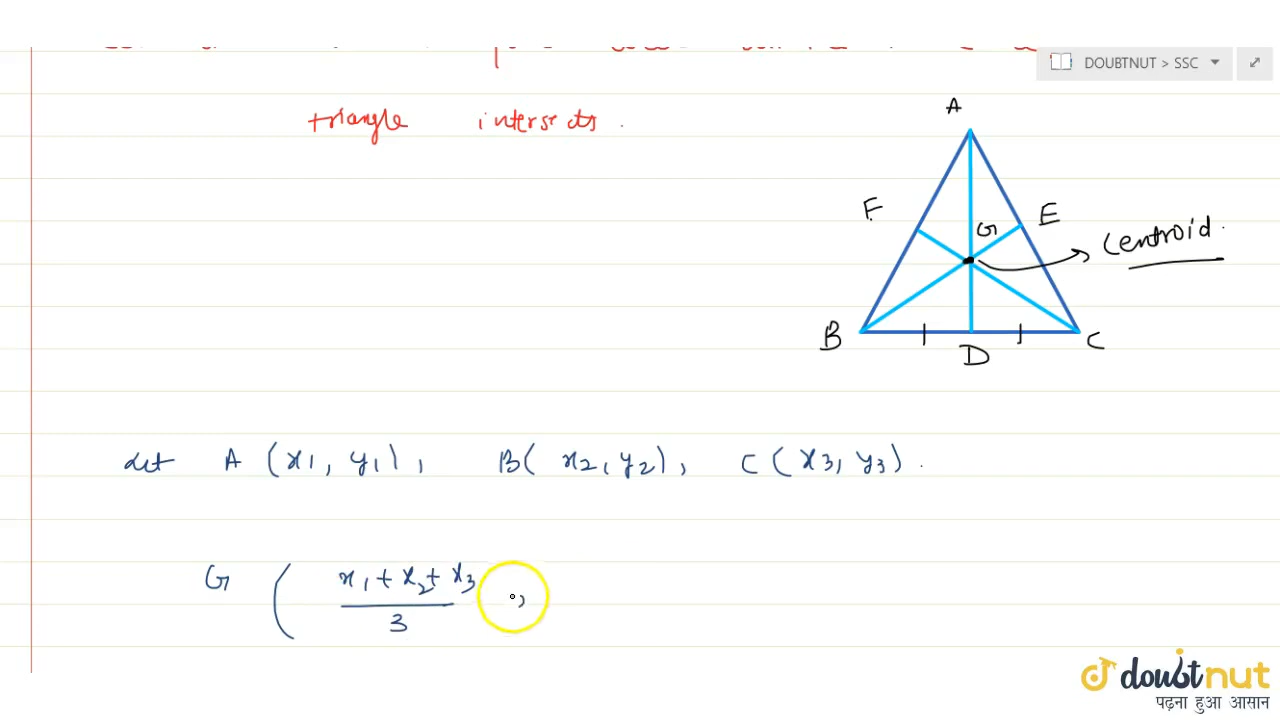 DOUBTNUT > SSC
triangle intersects.
A
F
E
G
Centroid.
B
D
C
Let A (x1, y1), B( x2, y2), C( x3, y3).
G ( x1 + x2 + x3 ,
3
doubtnut
पढ़ना हुआ आसान